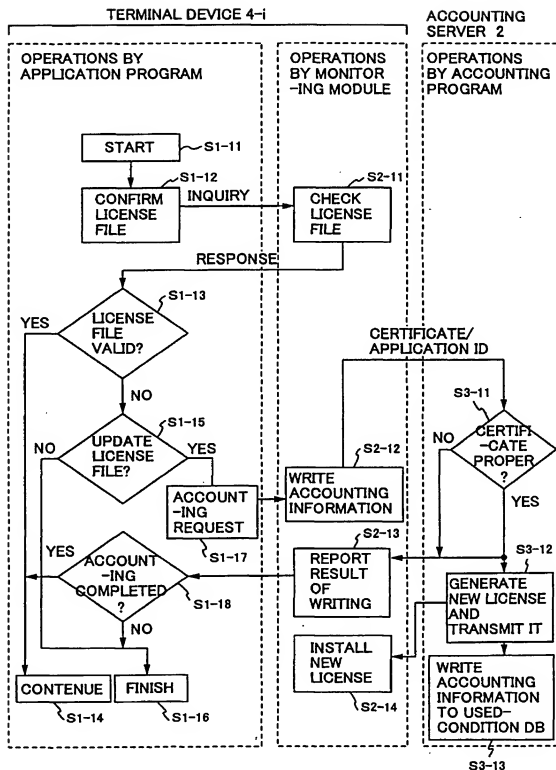 TERMINAL DEVICE 4-i
ACCOUNTING
SERVER 2
OPERATIONS BY
APPLICATION PROGRAM
OPERATIONS
BY MONITOR
-ING MODULE
OPERATIONS
BY ACCOUNTING
PROGRAM
START
S1-11
S1-12
CONFIRM
LICENSE
FILE
INQUIRY
S2-11
CHECK
LICENSE
FILE
RESPONSE
S1-13
YES
LICENSE
FILE
VALID?
NO
CERTIFICATE/
APPLICATION ID
S1-15
NO
UPDATE
LICENSE
FILE?
YES
S3-11
NO
CERTIFI
-CATE
PROPER
?
YES
ACCOUNT
-ING
REQUEST
S1-17
S2-12
WRITE
ACCOUNTING
INFORMATION
S2-13
REPORT
RESULT
OF
WRITING
YES
ACCOUNT
-ING
COMPLETED
?
S1-18
NO
S3-12
GENERATE
NEW LICENSE
AND
TRANSMIT IT
INSTALL
NEW
LICENSE
S2-14
CONTENUE
S1-14
FINISH
S1-16
WRITE
ACCOUNTING
INFORMATION
TO USED-
CONDITION DB
S3-13